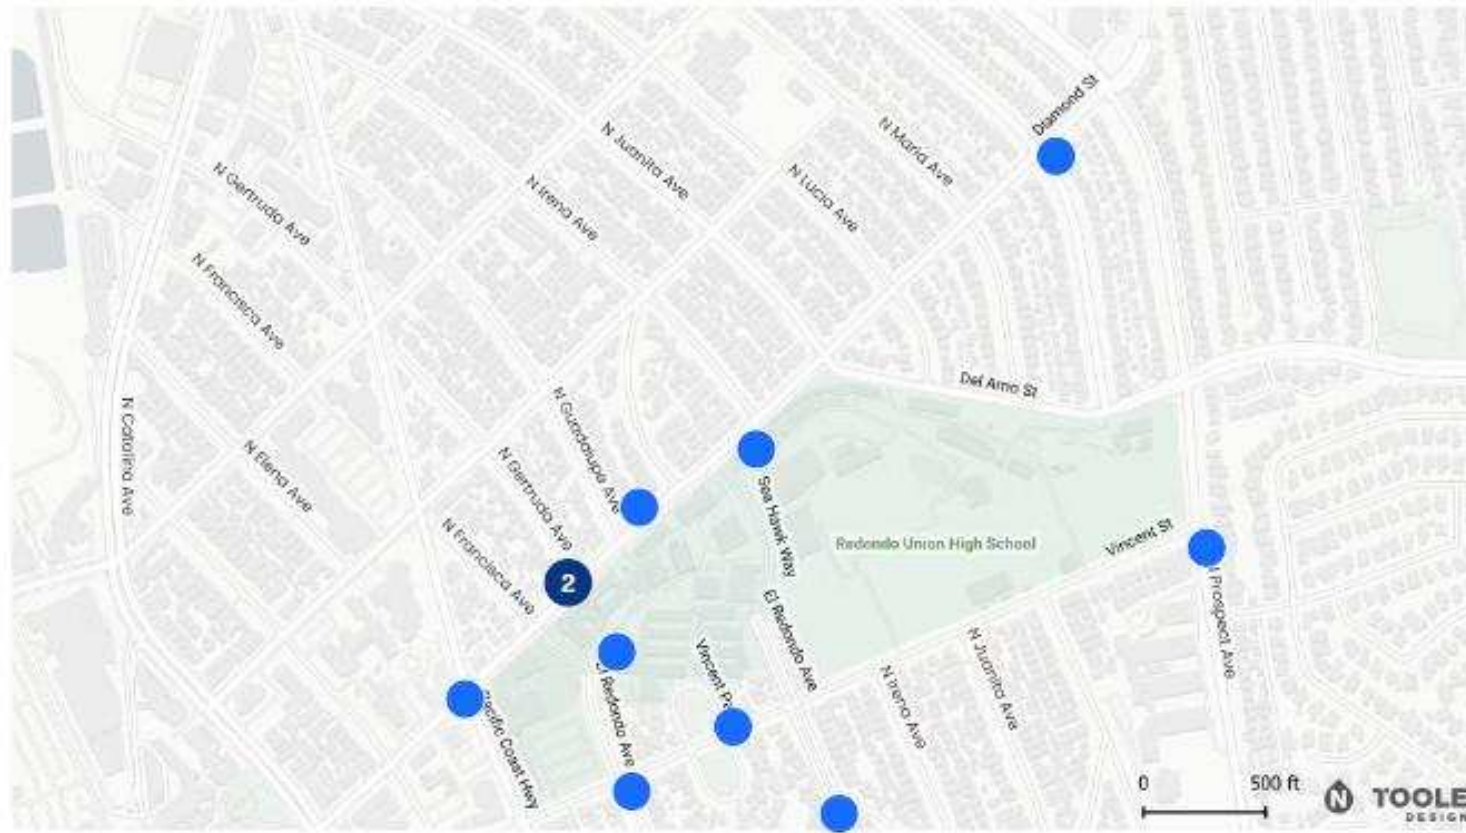 Diamond St
N Maria Ave
N Juanita Ave
N Lucia Ave
N Gertruda Ave
N Irena Ave
N Francisca Ave
Del Amo St
N Catalina Ave
N Guadalupe Ave
N Elena Ave
N Gertruda Ave
Sea Hawk Way
Redondo Union High School
Vincent St
N Francisca Ave
2
El Redondo Ave
N Prospect Ave
N Juanita Ave
Vincent
El Redondo Ave
N Irena Ave
Pacific Coast Hwy
0 500 ft
N TOOLE
DESIGN